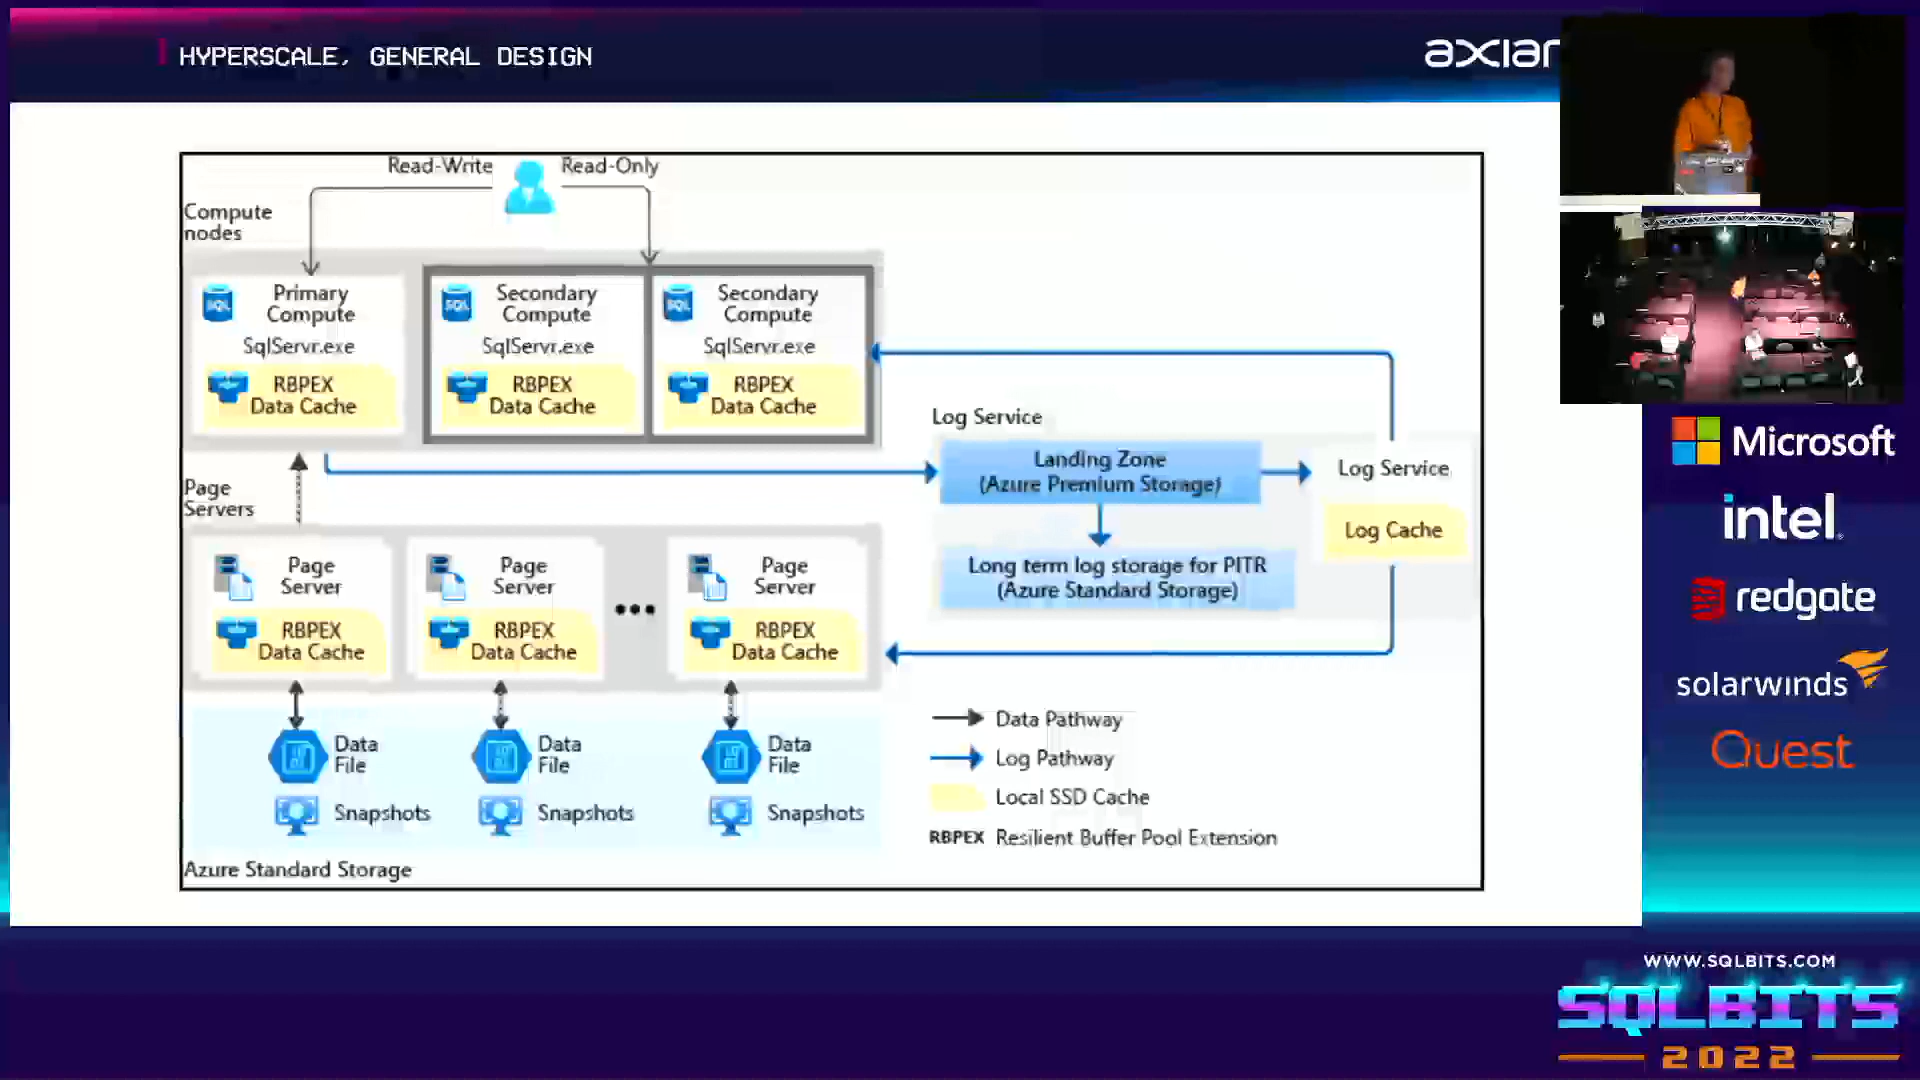 HYPERSCALE, GENERAL DESIGN
Read-Write
Read-Only
Compute
nodes
Primary
Compute
SqlServr.exe
RBPEX
Data Cache
Secondary
Compute
SqlServr.exe
RBPEX
Data Cache
Secondary
Compute
SqlServr.exe
RBPEX
Data Cache
SQL
SQL
SQL
Log Service
Landing Zone
(Azure Premium Storage)
Long term log storage for PITR
(Azure Standard Storage)
Log Service
Log Cache
Page
Servers
Page
Server
RBPEX
Data Cache
Page
Server
RBPEX
Data Cache
Page
Server
RBPEX
Data Cache
Data
File
Snapshots
Data
File
Snapshots
Data
File
Snapshots
Azure Standard Storage
Data Pathway
Log Pathway
Local SSD Cache
RBPEX Resilient Buffer Pool Extension
Microsoft
intel.
redgate
solarwinds
Quest
WWW.SQLBITS.COM
SQLBITS
2022